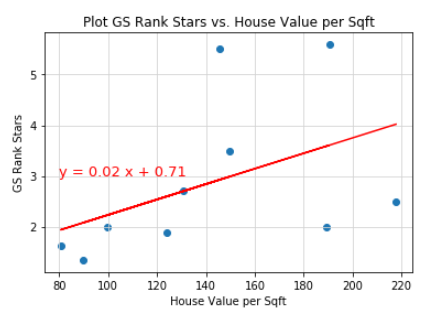 Plot GS Rank Stars vs. House Value per Sqft
GS Rank Stars
5
4
3
2
y = 0.02 x + 0.71
80 100 120 140 160 180 200 220
House Value per Sqft